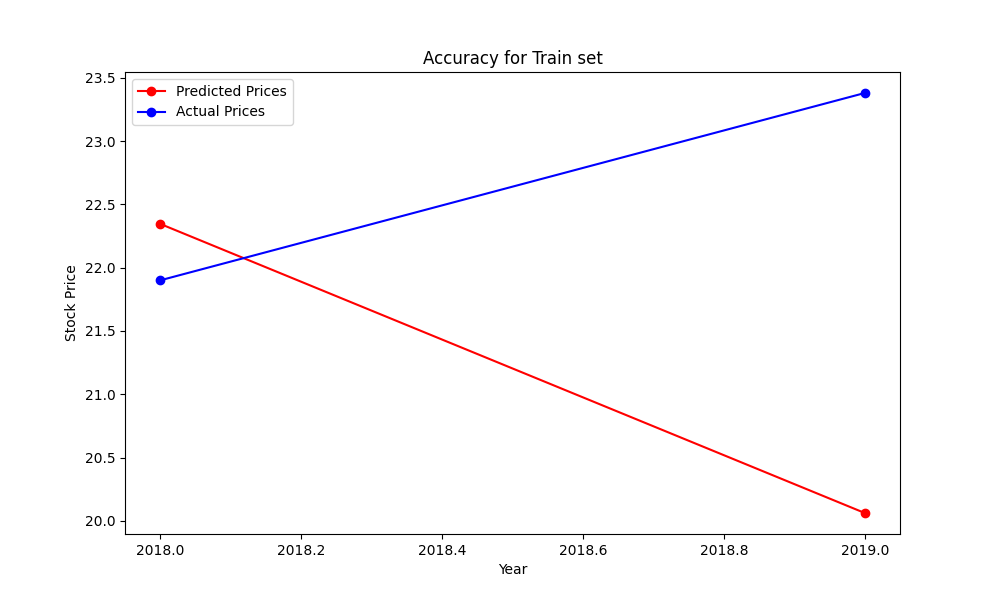 Accuracy for Train set
Predicted Prices
Actual Prices
23.5
23.0
22.5
22.0
21.5
21.0
20.5
20.0
Stock Price
2018.0 2018.2 2018.4 2018.6 2018.8 2019.0
Year